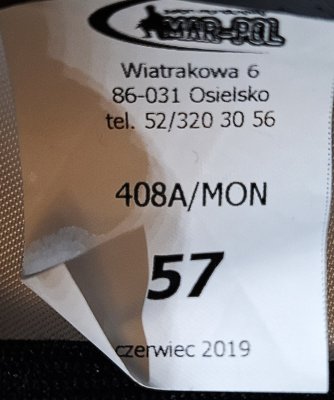 MAR-POL
Wiatrakowa 6
86-031 Osielsko
tel. 52/320 30 56
408A/MON
57
czerwiec 2019